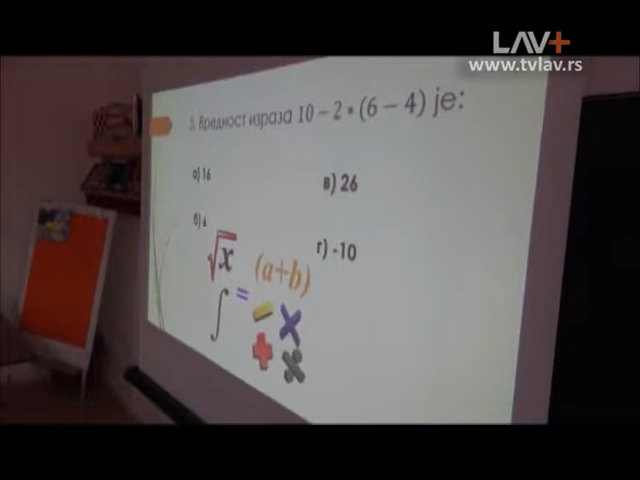 LAV+
www.tvlav.rs
3. Вредност израза 10 – 2 • (6 – 4) је:
а) 16
в) 26
б) 6
г) -10
√x
(a+b)
∫ = –×
+ ÷